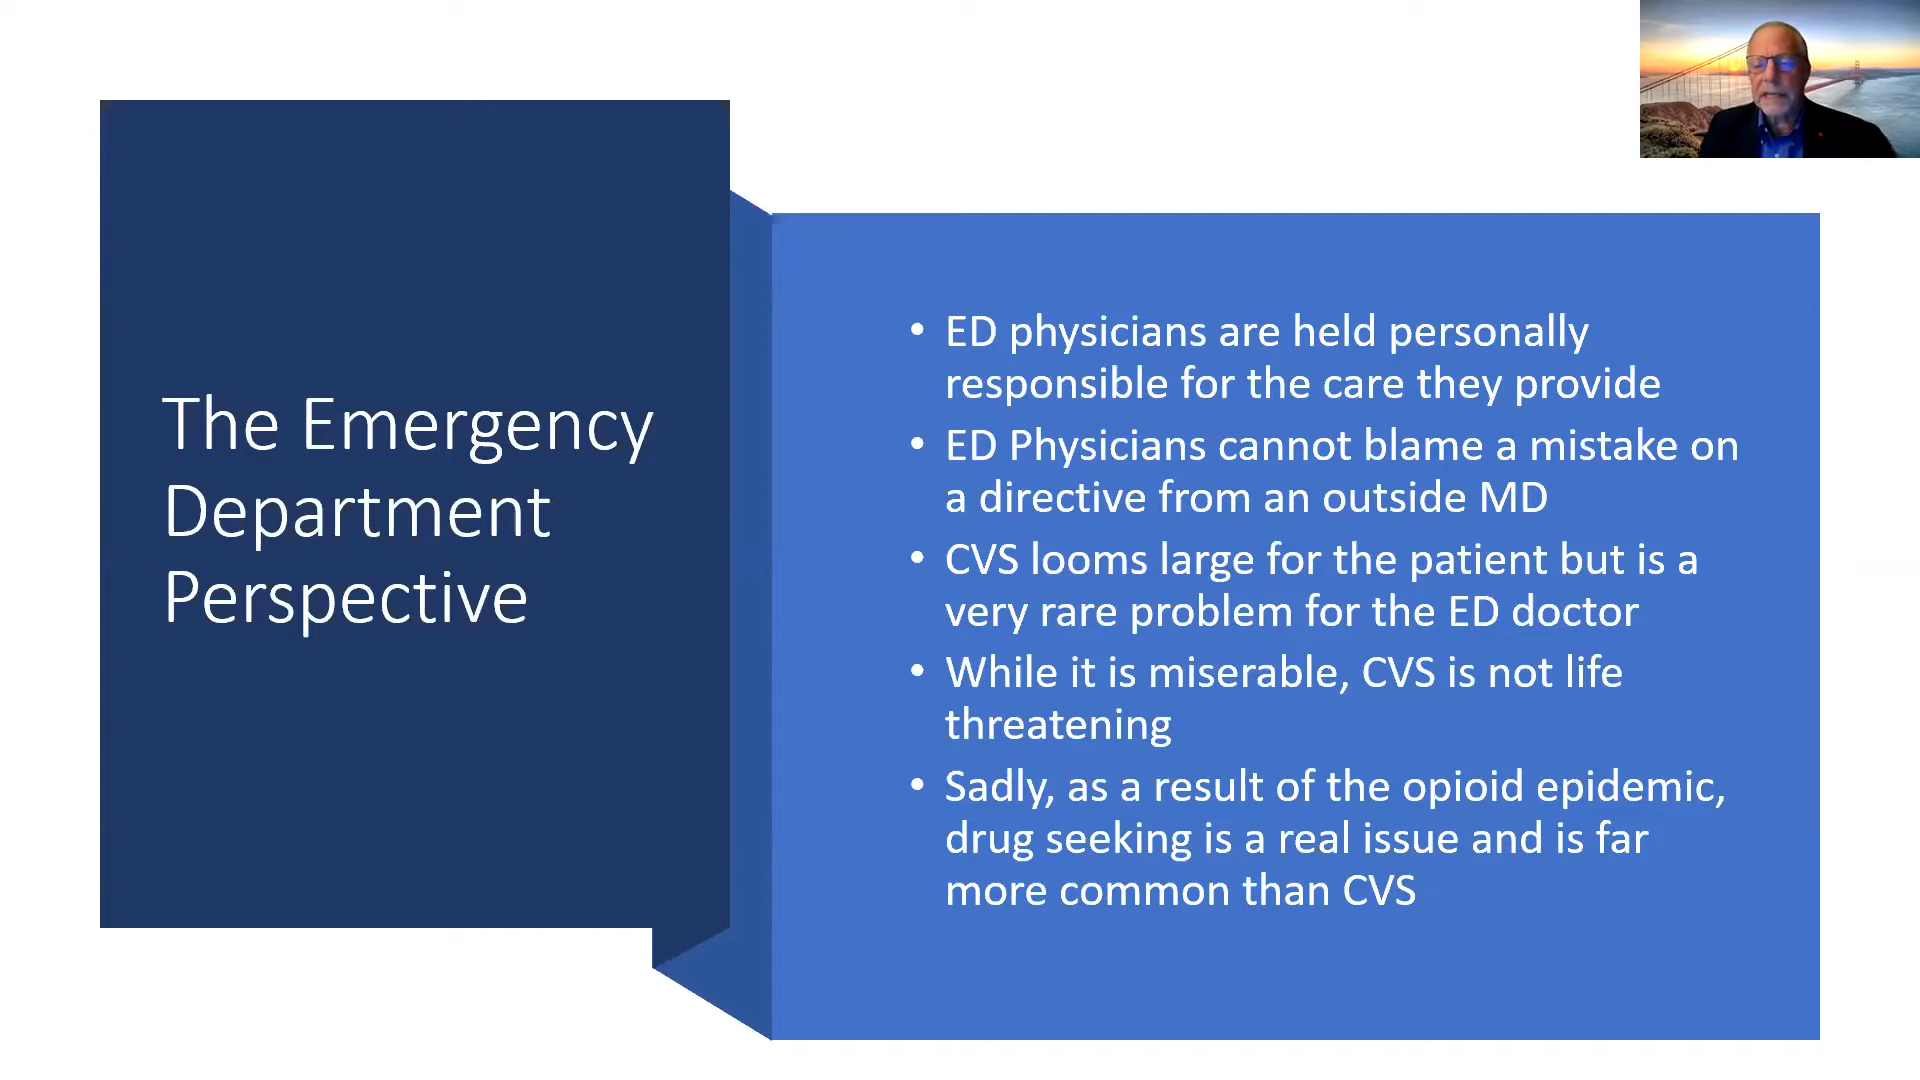 The Emergency
Department
Perspective
• ED physicians are held personally
responsible for the care they provide
• ED Physicians cannot blame a mistake on
a directive from an outside MD
• CVS looms large for the patient but is a
very rare problem for the ED doctor
• While it is miserable, CVS is not life
threatening
• Sadly, as a result of the opioid epidemic,
drug seeking is a real issue and is far
more common than CVS